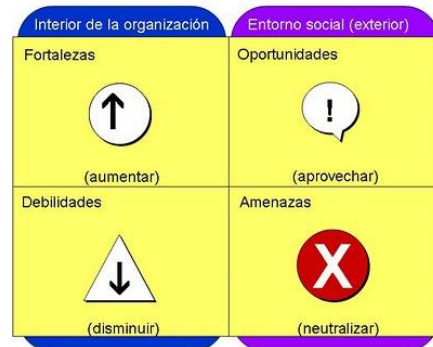 Interior de la organización
Entorno social (exterior)
Fortalezas
Oportunidades
!
(aumentar)
(aprovechar)
Debilidades
Amenazas
X
(disminuir)
(neutralizar)